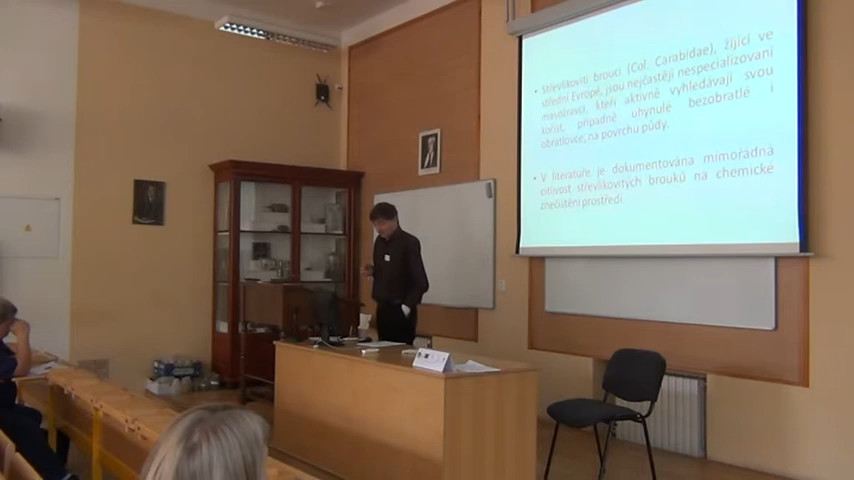 • Střevlíkovití brouci (Col. Carabidae), žijící ve
střední Evropě, jsou nejčastěji nespecializovaní
masožravci, kteří aktivně vyhledávají svou
kořist, případně uhynulé bezobratlé i
obratlovce, na povrchu půdy.
• V literatuře je dokumentována mimořádná
citlivost střevlíkovitých brouků na chemické
znečištění prostředí.